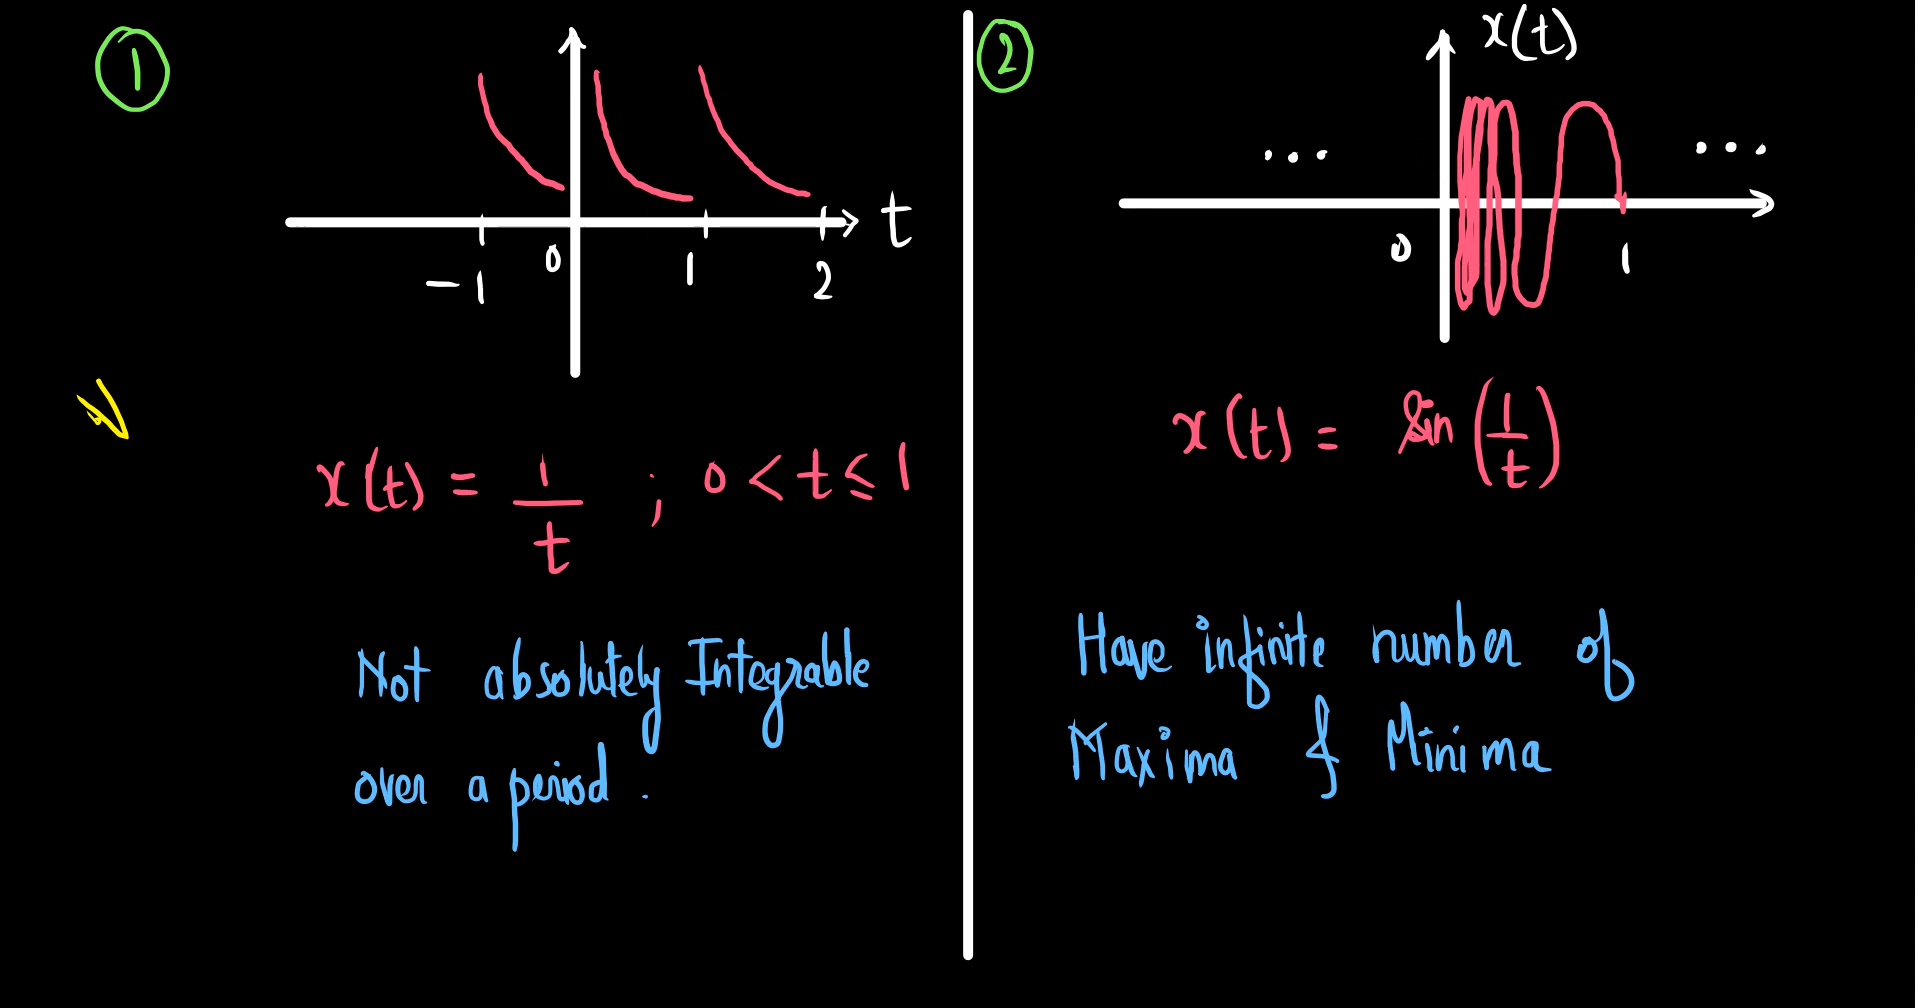 1
t
-1 0 1 2
x(t) = 1/t ; 0 < t ≤ 1
Not absolutely Integrable
over a period.
2
x(t)
... ...
0 1
x(t) = sin(1/t)
Have infinite number of
Maxima & Minima